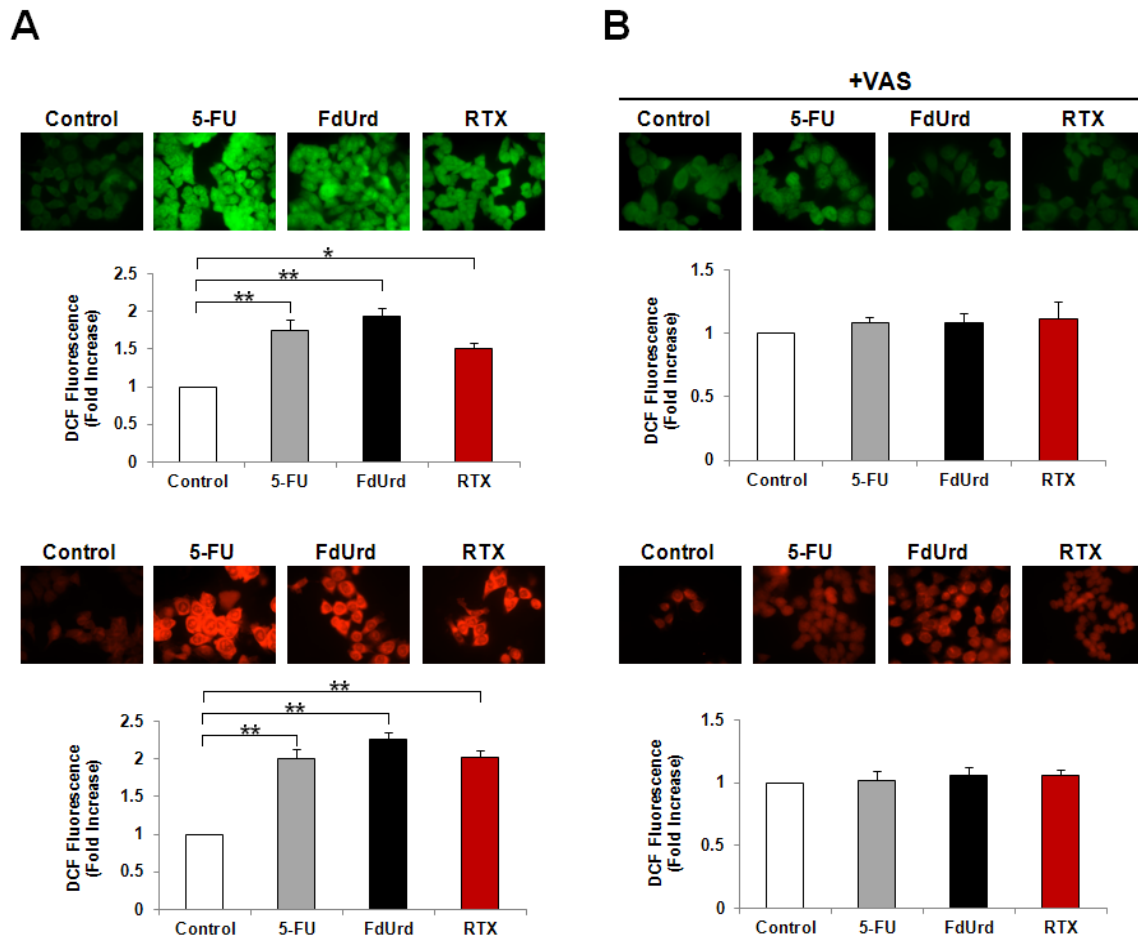 A
Control 5-FU FdUrd RTX
*
**
**
2.5
2
1.5
1
0.5
0
DCF Fluorescence
(Fold Increase)
Control 5-FU FdUrd RTX
Control 5-FU FdUrd RTX
**
**
**
2.5
2
1.5
1
0.5
0
DCF Fluorescence
(Fold Increase)
Control 5-FU FdUrd RTX
B
+VAS
Control 5-FU FdUrd RTX
1.5
1
0.5
0
DCF Fluorescence
(Fold Increase)
Control 5-FU FdUrd RTX
Control 5-FU FdUrd RTX
1.5
1
0.5
0
DCF Fluorescence
(Fold Increase)
Control 5-FU FdUrd RTX